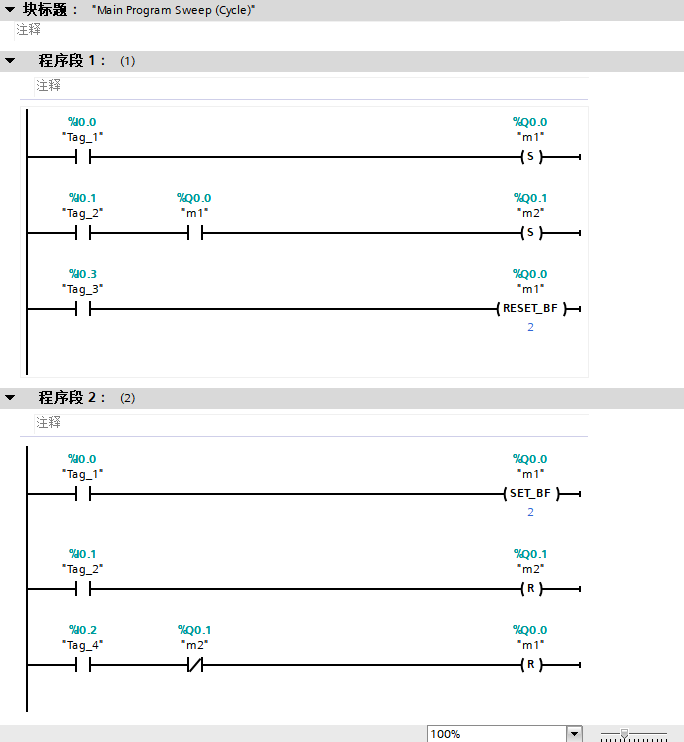 块标题： "Main Program Sweep (Cycle)"
注释
程序段 1： (1)
注释
%I0.0 %Q0.0
"Tag_1" "m1"
S
%I0.1 %Q0.0 %Q0.1
"Tag_2" "m1" "m2"
S
%I0.3 %Q0.0
"Tag_3" "m1"
RESET_BF
2
程序段 2： (2)
注释
%I0.0 %Q0.0
"Tag_1" "m1"
SET_BF
2
%I0.1 %Q0.1
"Tag_2" "m2"
R
%I0.2 %Q0.1 %Q0.0
"Tag_4" "m2" "m1"
R
100%